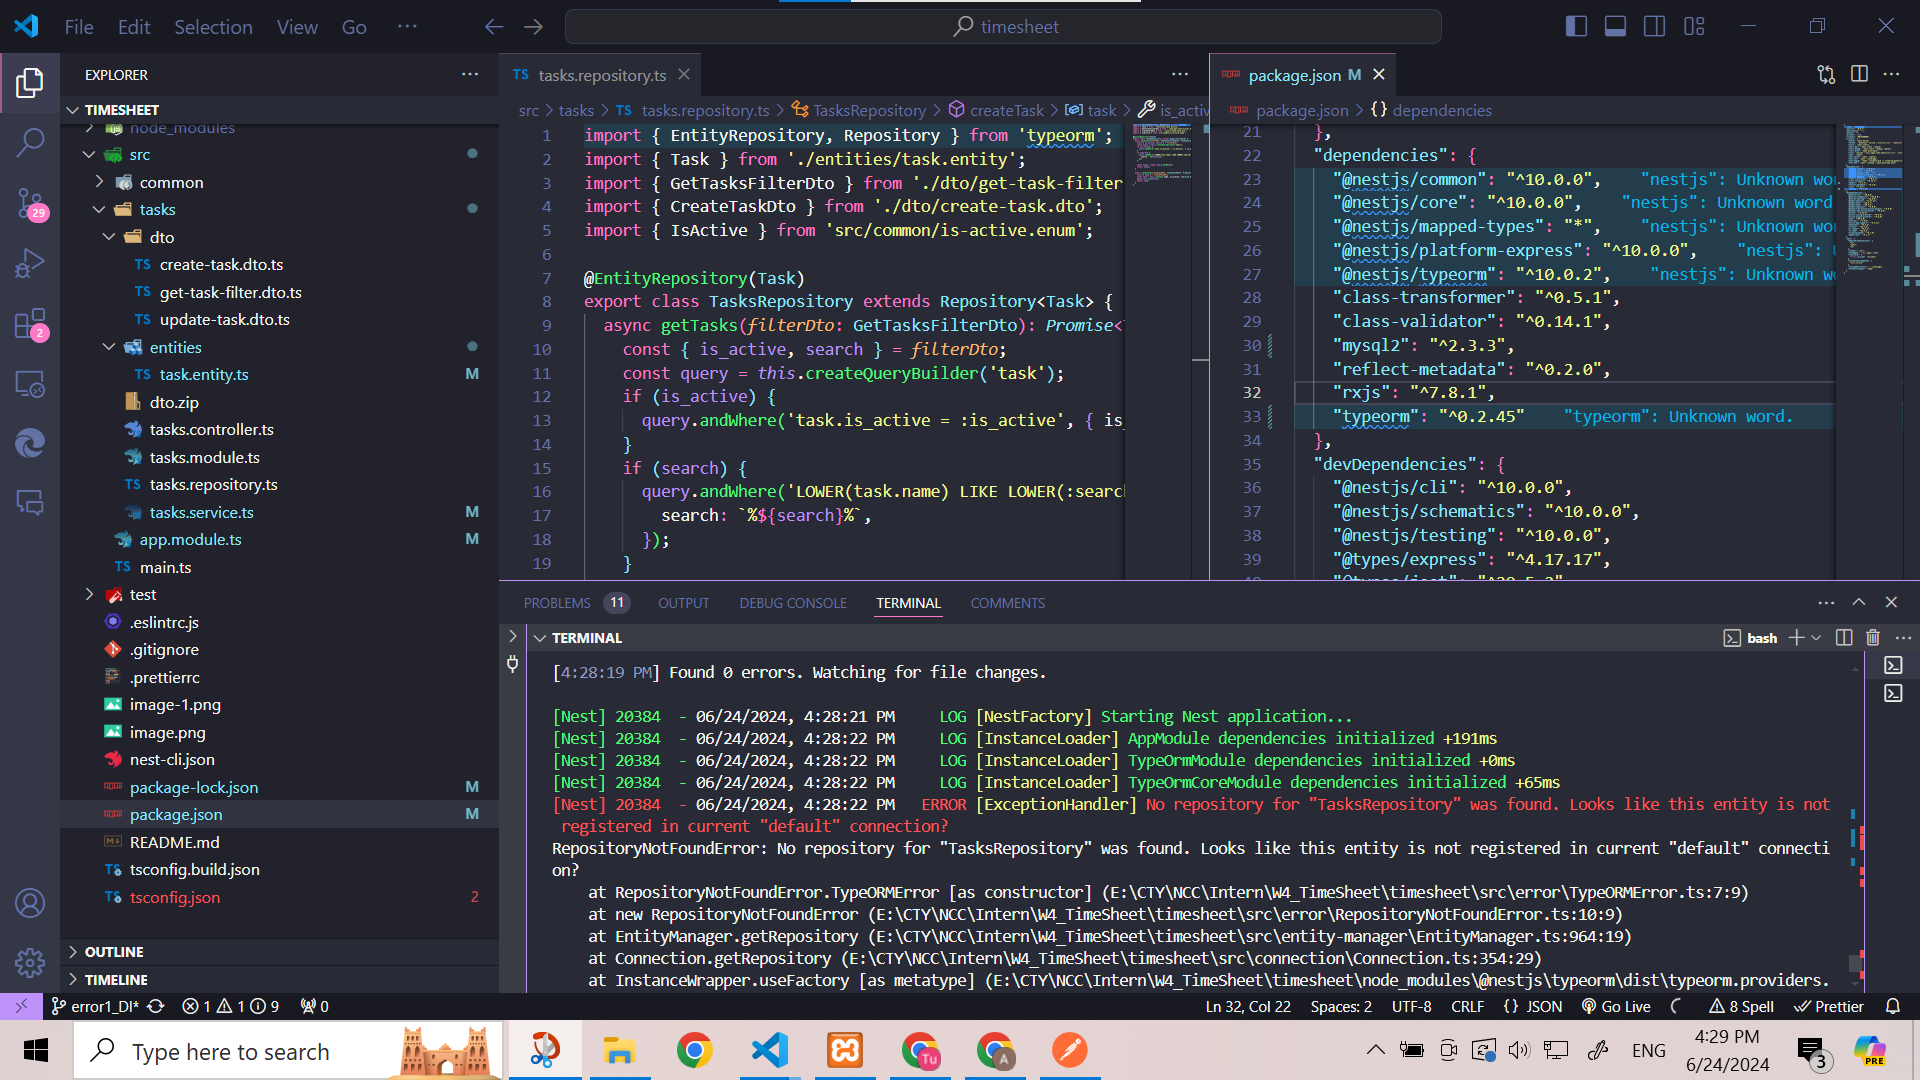 File Edit Selection View Go ··· timesheet
EXPLORER
TIMESHEET
node_modules
src
common
tasks
dto
TS create-task.dto.ts
TS get-task-filter.dto.ts
TS update-task.dto.ts
entities
TS task.entity.ts M
dto.zip
tasks.controller.ts
tasks.module.ts
TS tasks.repository.ts
tasks.service.ts M
app.module.ts M
TS main.ts
test
.eslintrc.js
.gitignore
.prettierrc
image-1.png
image.png
nest-cli.json
package-lock.json M
package.json M
README.md
tsconfig.build.json
tsconfig.json 2
OUTLINE
TIMELINE
29
2
TS tasks.repository.ts
src > tasks > TS tasks.repository.ts > TasksRepository > createTask > task > is_activ
1 import { EntityRepository, Repository } from 'typeorm';
2 import { Task } from './entities/task.entity';
3 import { GetTasksFilterDto } from './dto/get-task-filter
4 import { CreateTaskDto } from './dto/create-task.dto';
5 import { IsActive } from 'src/common/is-active.enum';
6
7 @EntityRepository(Task)
8 export class TasksRepository extends Repository<Task> {
9 async getTasks(filterDto: GetTasksFilterDto): Promise<
10 const { is_active, search } = filterDto;
11 const query = this.createQueryBuilder('task');
12 if (is_active) {
13 query.andWhere('task.is_active = :is_active', { is_
14 }
15 if (search) {
16 query.andWhere('LOWER(task.name) LIKE LOWER(:search
17 search: `%${search}%`,
18 });
19 }
package.json M
package.json > {} dependencies
21 },
22 "dependencies": {
23 "@nestjs/common": "^10.0.0", "nestjs": Unknown wor
24 "@nestjs/core": "^10.0.0", "nestjs": Unknown word
25 "@nestjs/mapped-types": "*", "nestjs": Unknown wor
26 "@nestjs/platform-express": "^10.0.0", "nestjs": U
27 "@nestjs/typeorm": "^10.0.2", "nestjs": Unknown wo
28 "class-transformer": "^0.5.1",
29 "class-validator": "^0.14.1",
30 "mysql2": "^2.3.3",
31 "reflect-metadata": "^0.2.0",
32 "rxjs": "^7.8.1",
33 "typeorm": "^0.2.45" "typeorm": Unknown word.
34 },
35 "devDependencies": {
36 "@nestjs/cli": "^10.0.0",
37 "@nestjs/schematics": "^10.0.0",
38 "@nestjs/testing": "^10.0.0",
39 "@types/express": "^4.17.17",
PROBLEMS 11 OUTPUT DEBUG CONSOLE TERMINAL COMMENTS
TERMINAL bash
[4:28:19 PM] Found 0 errors. Watching for file changes.
[Nest] 20384 - 06/24/2024, 4:28:21 PM LOG [NestFactory] Starting Nest application...
[Nest] 20384 - 06/24/2024, 4:28:22 PM LOG [InstanceLoader] AppModule dependencies initialized +191ms
[Nest] 20384 - 06/24/2024, 4:28:22 PM LOG [InstanceLoader] TypeOrmModule dependencies initialized +0ms
[Nest] 20384 - 06/24/2024, 4:28:22 PM LOG [InstanceLoader] TypeOrmCoreModule dependencies initialized +65ms
[Nest] 20384 - 06/24/2024, 4:28:22 PM ERROR [ExceptionHandler] No repository for "TasksRepository" was found. Looks like this entity is not
registered in current "default" connection?
RepositoryNotFoundError: No repository for "TasksRepository" was found. Looks like this entity is not registered in current "default" connecti
on?
at RepositoryNotFoundError.TypeORMError [as constructor] (E:\CTY\NCC\Intern\W4_TimeSheet\timesheet\src\error\TypeORMError.ts:7:9)
at new RepositoryNotFoundError (E:\CTY\NCC\Intern\W4_TimeSheet\timesheet\src\error\RepositoryNotFoundError.ts:10:9)
at EntityManager.getRepository (E:\CTY\NCC\Intern\W4_TimeSheet\timesheet\src\entity-manager\EntityManager.ts:964:19)
at Connection.getRepository (E:\CTY\NCC\Intern\W4_TimeSheet\timesheet\src\connection\Connection.ts:354:29)
at InstanceWrapper.useFactory [as metatype] (E:\CTY\NCC\Intern\W4_TimeSheet\timesheet\node_modules\@nestjs\typeorm\dist\typeorm.providers.
error1_DI* 1 1 9 0 Ln 32, Col 22 Spaces: 2 UTF-8 CRLF {} JSON Go Live 8 Spell Prettier
Type here to search Tu A ENG 4:29 PM 3 PRE
6/24/2024